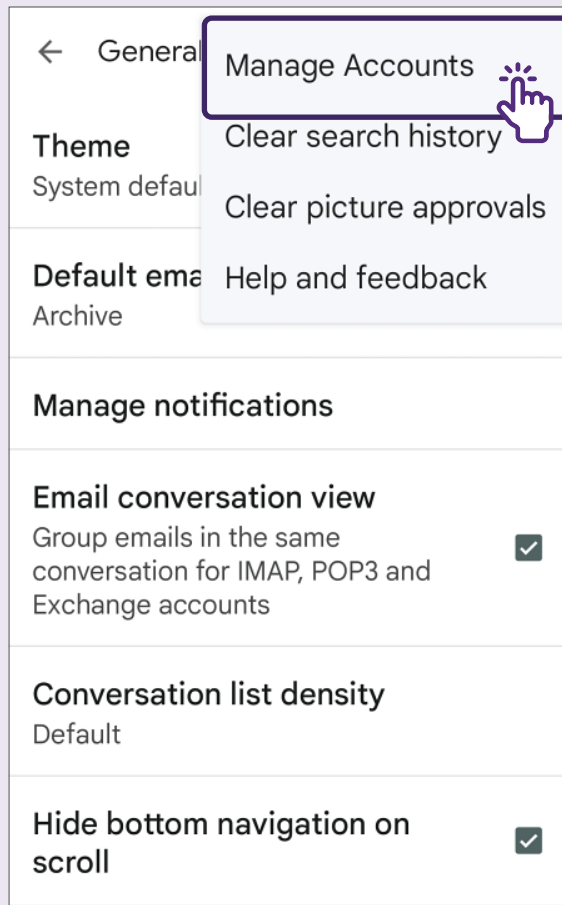 General
Manage Accounts
Clear search history
Clear picture approvals
Help and feedback
Theme
System defaul
Default ema
Archive
Manage notifications
Email conversation view
Group emails in the same
conversation for IMAP, POP3 and
Exchange accounts
Conversation list density
Default
Hide bottom navigation on
scroll